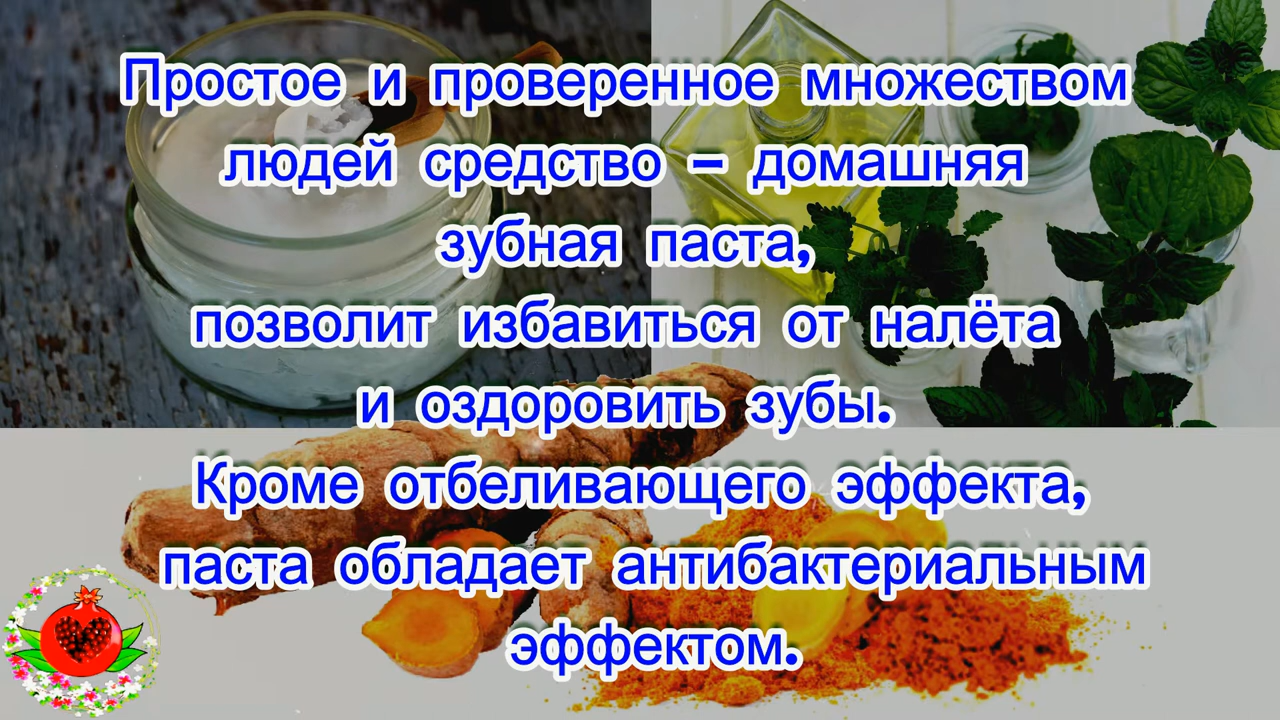 Простое и проверенное множеством
людей средство – домашняя
зубная паста,
позволит избавиться от налёта
и оздоровить зубы.
Кроме отбеливающего эффекта,
паста обладает антибактериальным
эффектом.